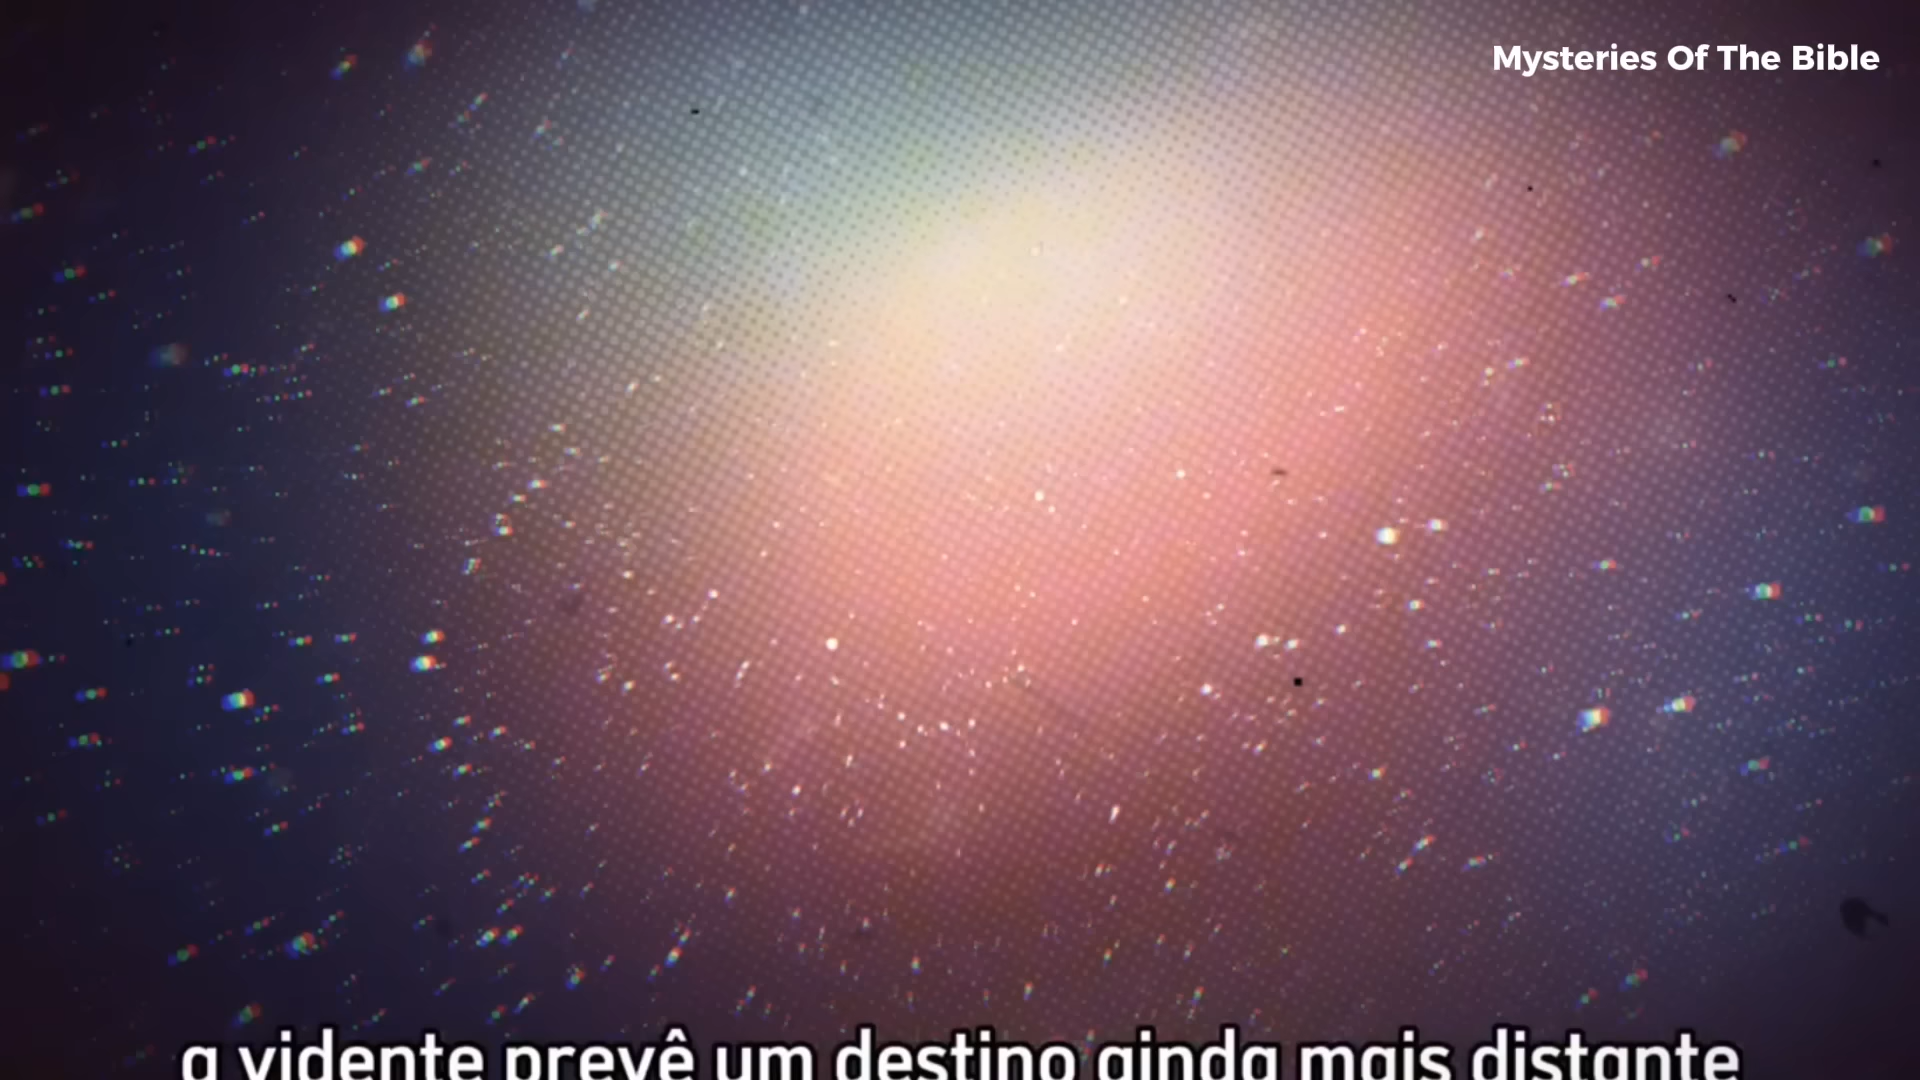 Mysteries Of The Bible
a vidente prevê um destino ainda mais distante